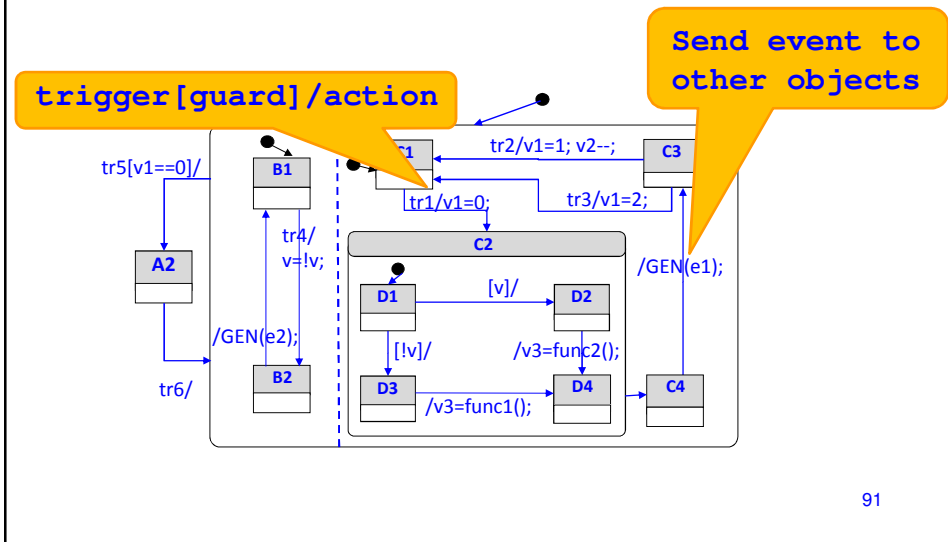 Send event to
other objects
trigger[guard]/action
tr5[v1==0]/
B1
C1
tr2/v1=1; v2--;
C3
tr1/v1=0;
tr3/v1=2;
tr4/
v=!v;
C2
A2
/GEN(e1);
D1
[v]/
D2
/GEN(e2);
[!v]/
/v3=func2();
tr6/
B2
D3
D4
C4
/v3=func1();
91